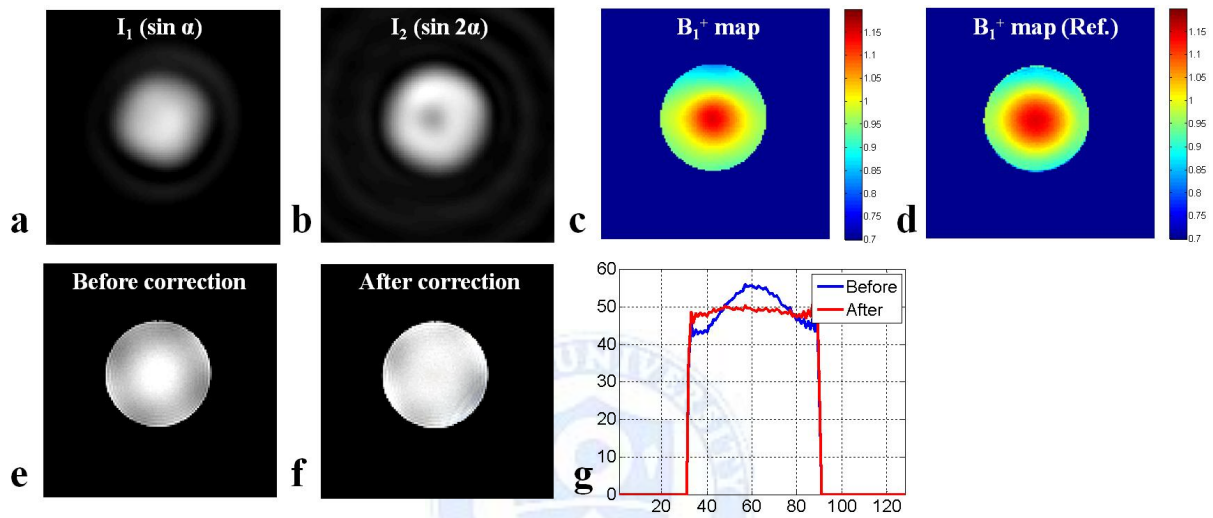 I₁ (sin α)
I₂ (sin 2α)
B₁⁺ map
B₁⁺ map (Ref.)
1.15
1.1
1.05
1
0.95
0.9
0.85
0.8
0.75
0.7
1.15
1.1
1.05
1
0.95
0.9
0.85
0.8
0.75
0.7
a
b
c
d
Before correction
After correction
60
50
40
30
20
10
0
Before
After
20
40
60
80
100
120
e
f
g
UNIVERSITY